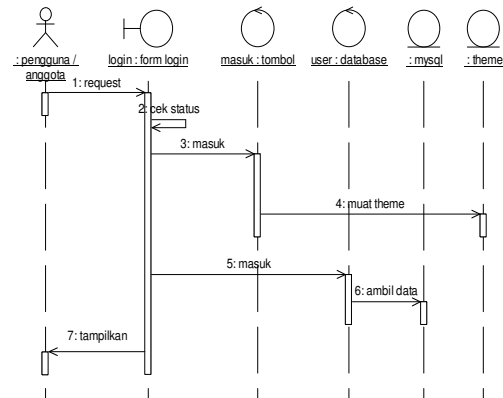 : pengguna /
anggota
login : form login
masuk : tombol
user : database
: mysql
: theme
1: request
2: cek status
3: masuk
4: muat theme
5: masuk
6: ambil data
7: tampilkan